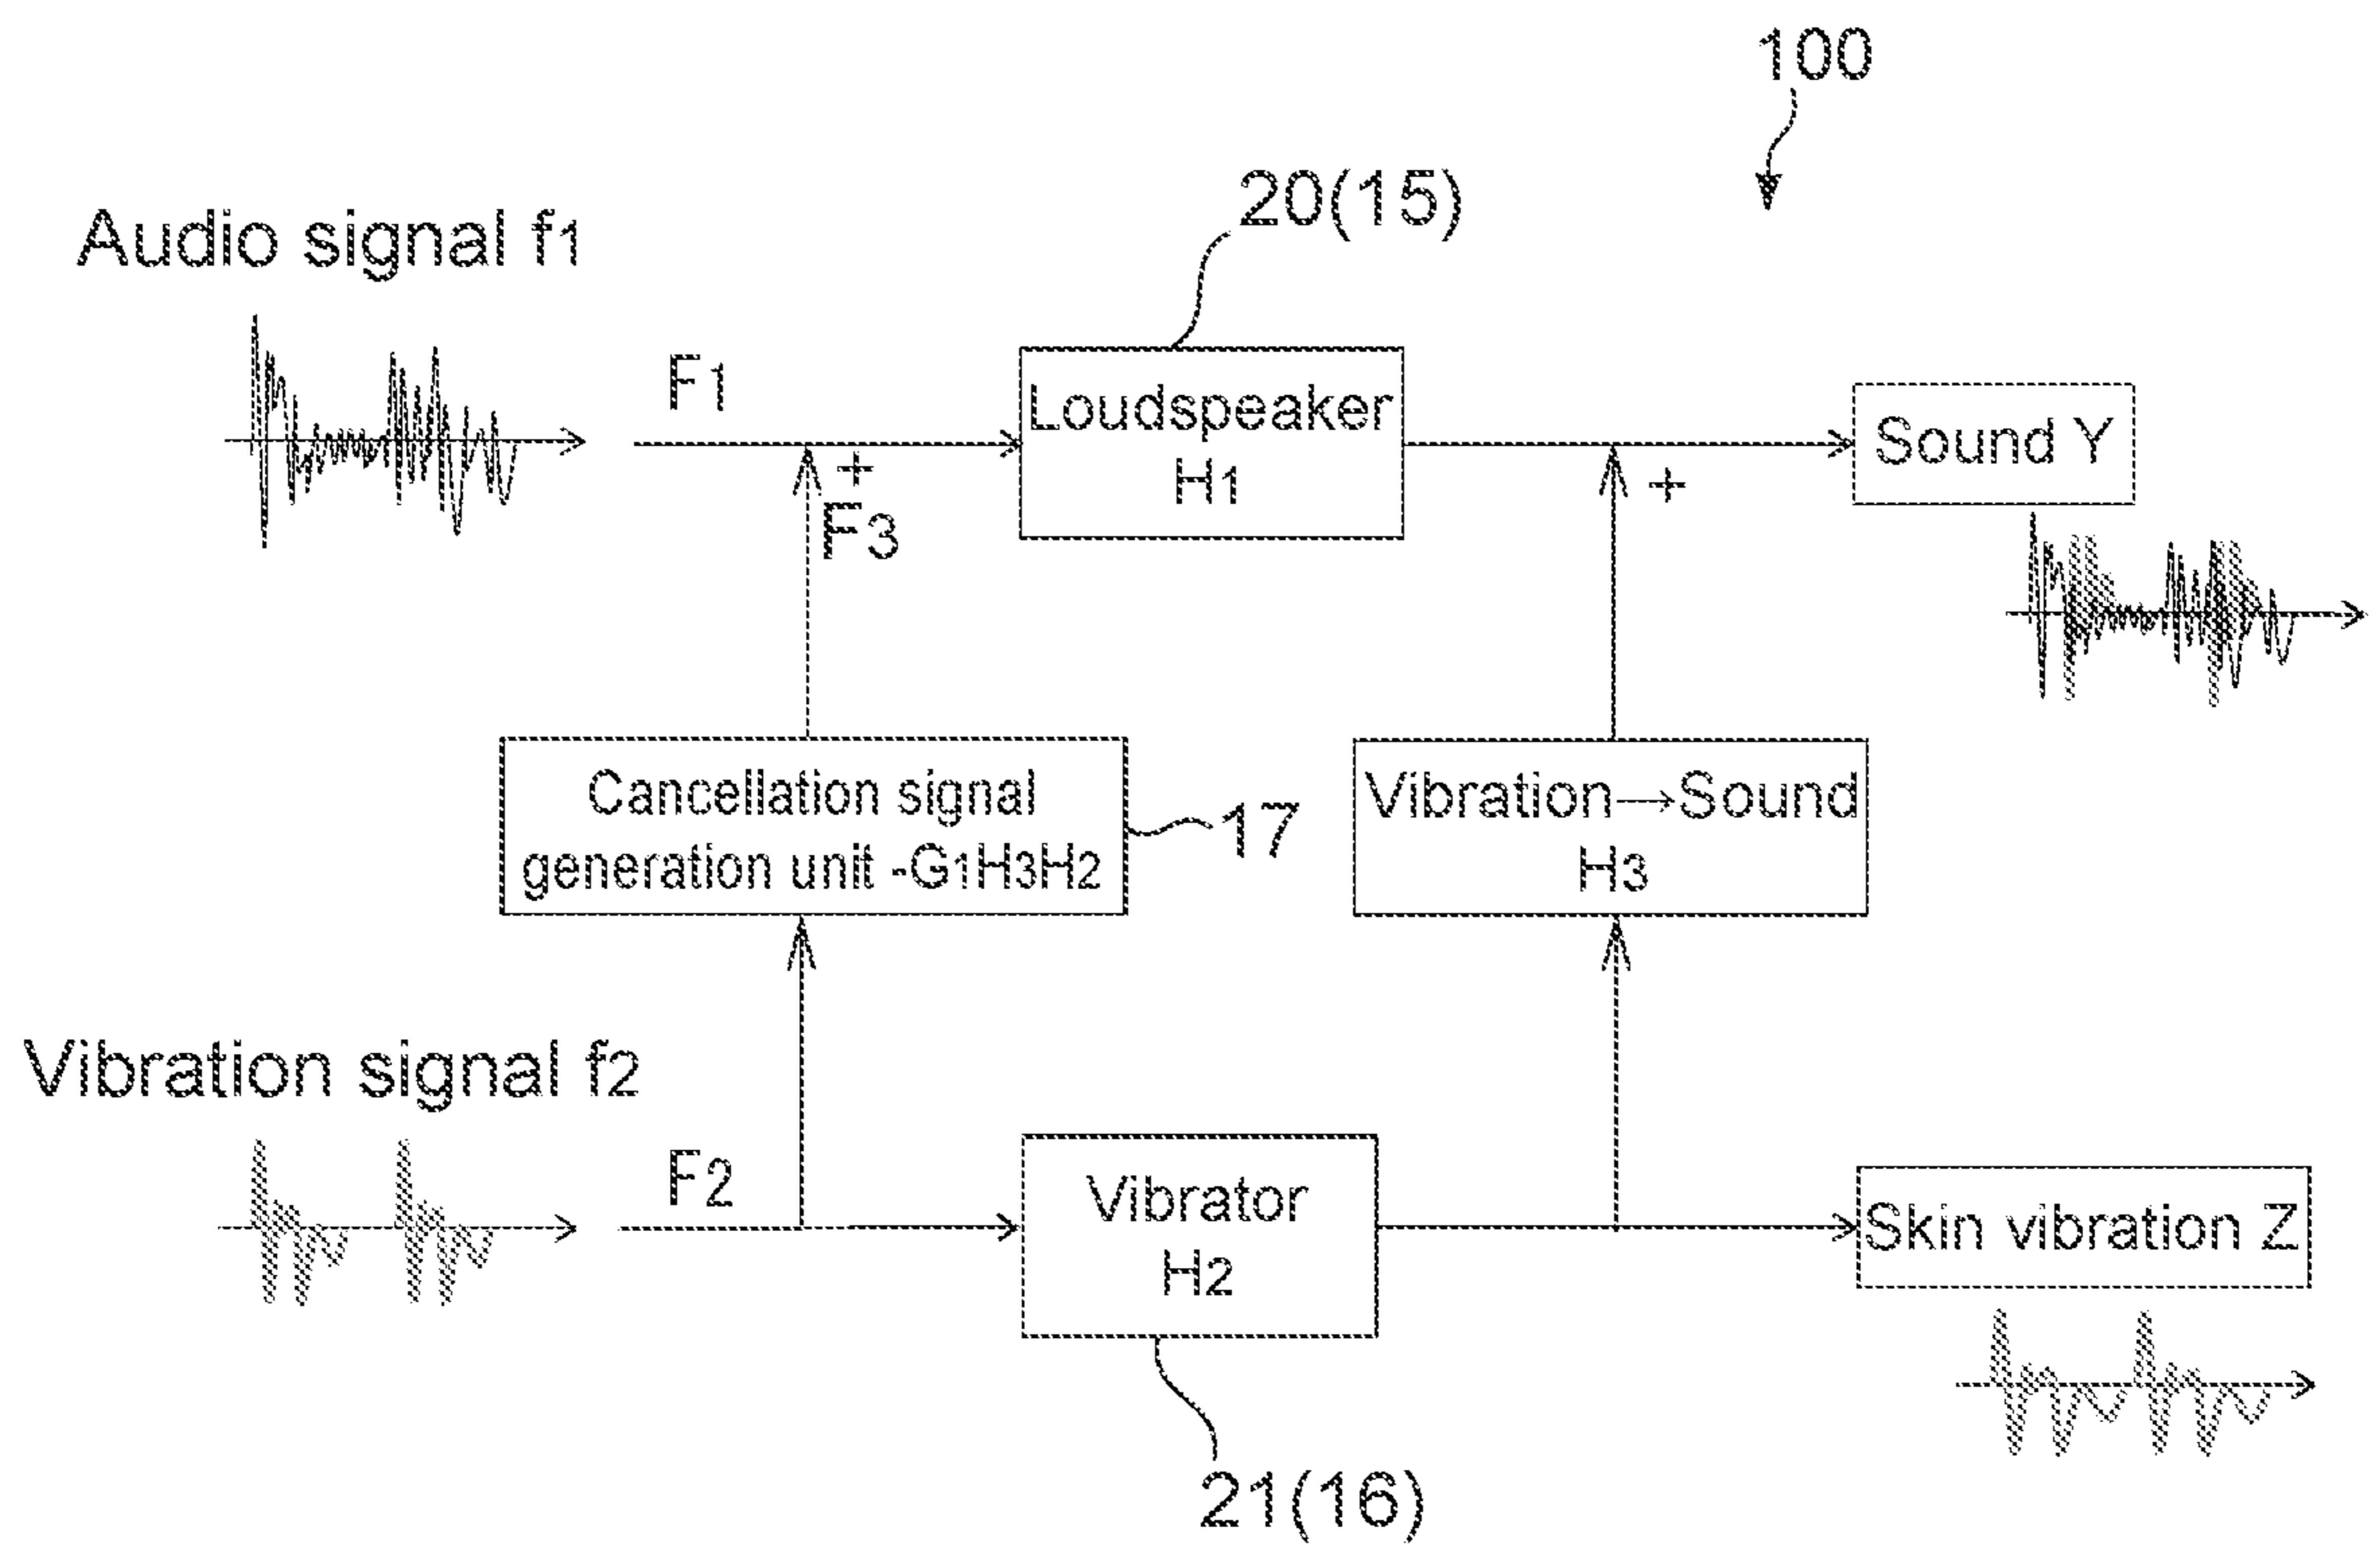 100
20(15)
Audio signal f1
F1
Loudspeaker
H1
+
F3
+
Sound Y
Cancellation signal
generation unit -G1H3H2
17
Vibration→Sound
H3
Vibration signal f2
F2
Vibrator
H2
Skin vibration Z
21(16)